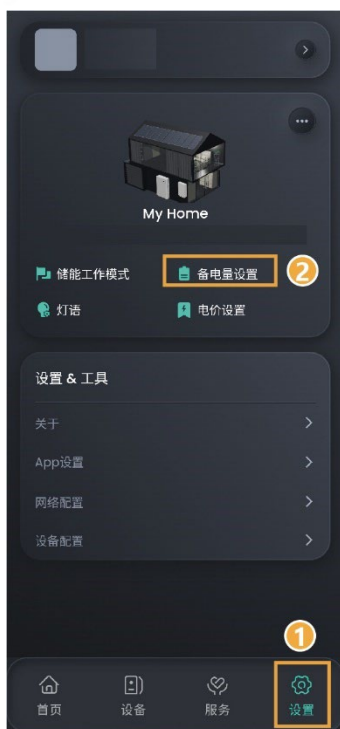 My Home
储能工作模式
备电量设置
2
灯语
电价设置
设置 & 工具
关于
App设置
网络配置
设备配置
1
首页
设备
服务
设置